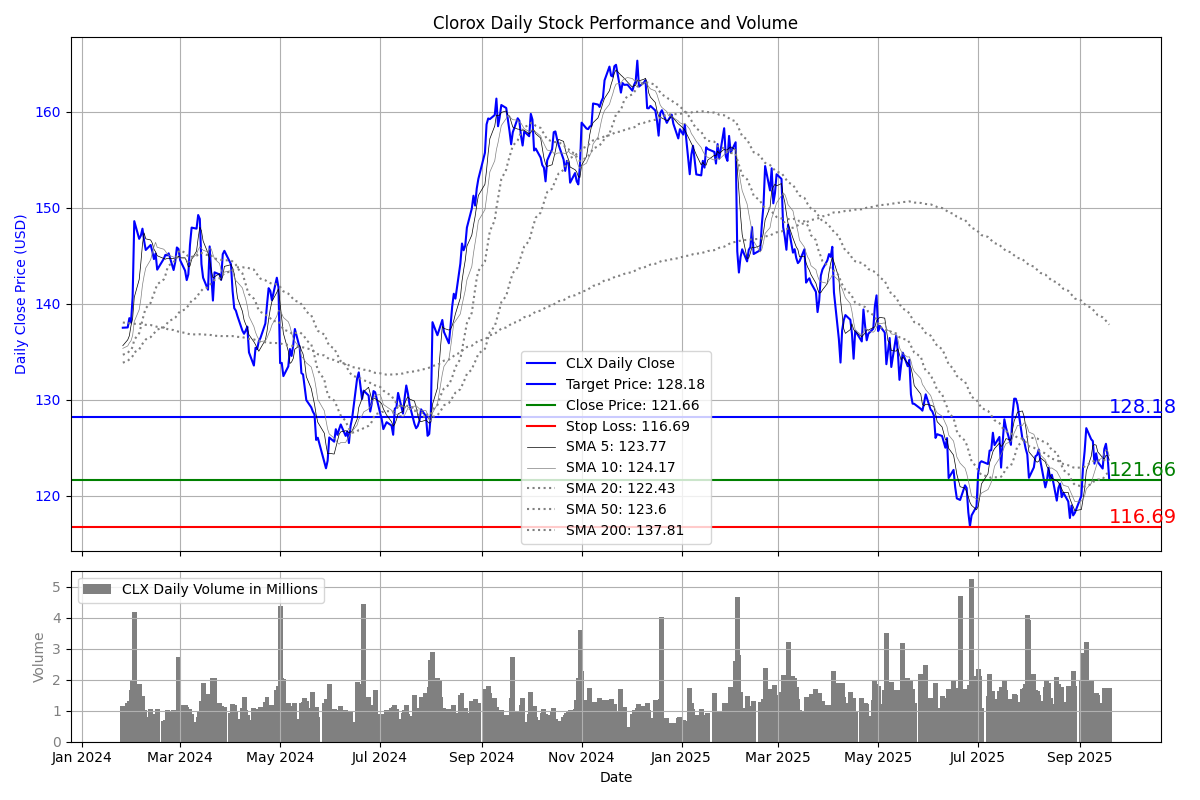 Clorox Daily Stock Performance and Volume
Daily Close Price (USD)
160
150
140
130
120
CLX Daily Close
Target Price: 128.18
Close Price: 121.66
Stop Loss: 116.69
SMA 5: 123.77
SMA 10: 124.17
SMA 20: 122.43
SMA 50: 123.6
SMA 200: 137.81
128.18
121.66
116.69
Volume
5
4
3
2
1
0
CLX Daily Volume in Millions
Jan 2024 Mar 2024 May 2024 Jul 2024 Sep 2024 Nov 2024 Jan 2025 Mar 2025 May 2025 Jul 2025 Sep 2025
Date